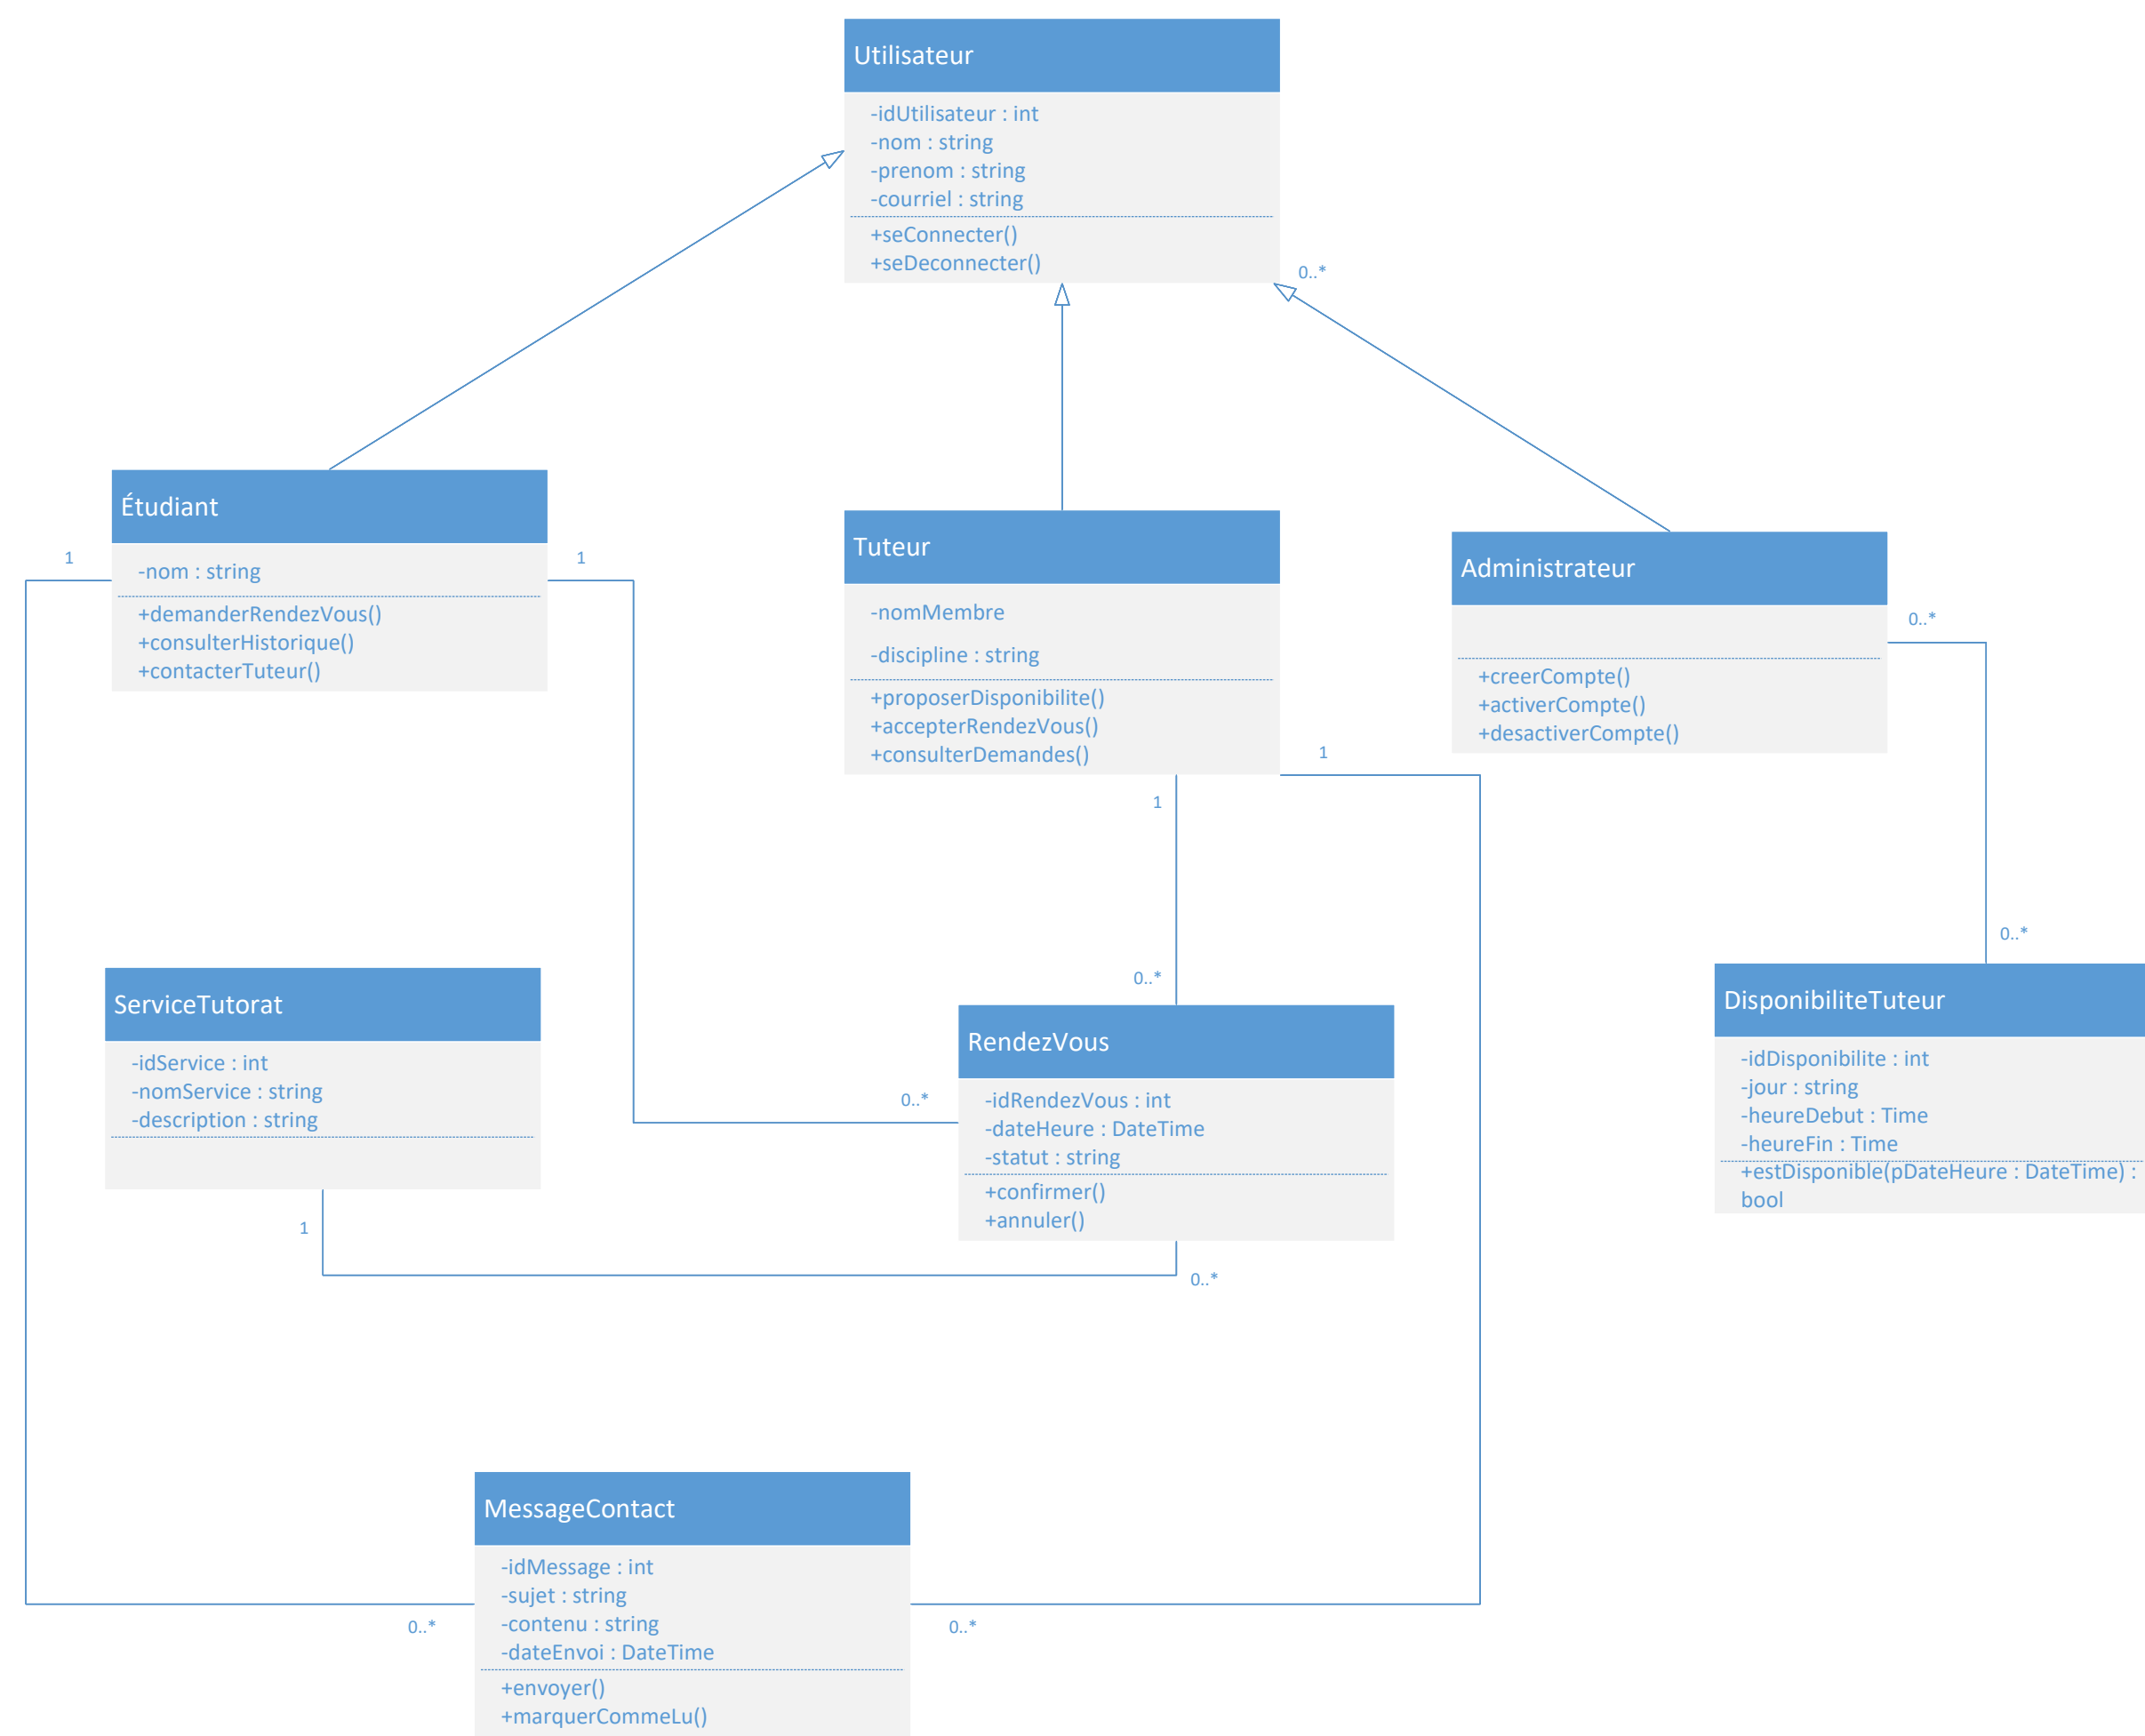 Utilisateur
-idUtilisateur : int
-nom : string
-prenom : string
-courriel : string
+seConnecter()
+seDeconnecter()
0..*
Étudiant
-nom : string
+demanderRendezVous()
+consulterHistorique()
+contacterTuteur()
1
1
Tuteur
-nomMembre
-discipline : string
+proposerDisponibilite()
+accepterRendezVous()
+consulterDemandes()
1
1
Administrateur
+creerCompte()
+activerCompte()
+desactiverCompte()
0..*
0..*
ServiceTutorat
-idService : int
-nomService : string
-description : string
1
0..*
0..*
RendezVous
-idRendezVous : int
-dateHeure : DateTime
-statut : string
+confirmer()
+annuler()
0..*
DisponibiliteTuteur
-idDisponibilite : int
-jour : string
-heureDebut : Time
-heureFin : Time
+estDisponible(pDateHeure : DateTime) :
bool
MessageContact
-idMessage : int
-sujet : string
-contenu : string
-dateEnvoi : DateTime
+envoyer()
+marquerCommeLu()
0..*
0..*